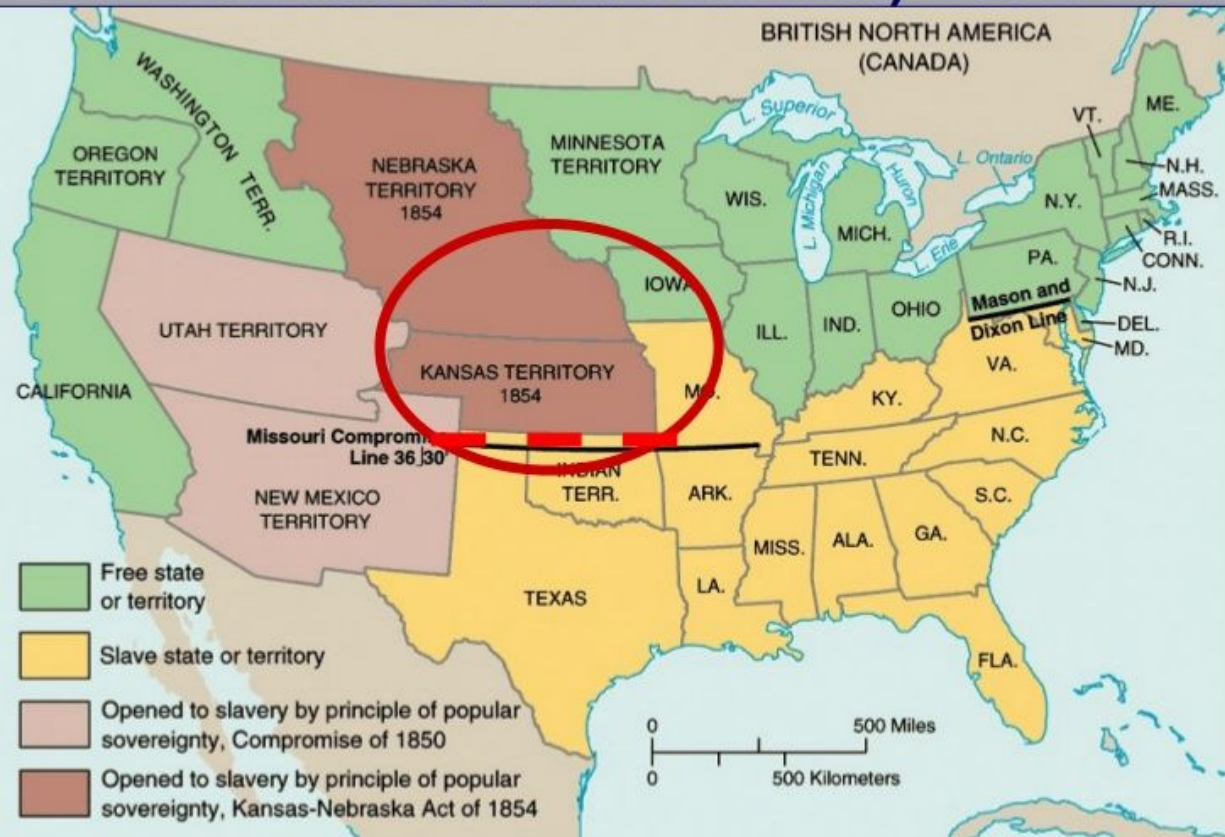 BRITISH NORTH AMERICA
(CANADA)
WASHINGTON TERR.
OREGON
TERRITORY
NEBRASKA
TERRITORY
1854
MINNESOTA
TERRITORY
L. Superior
L. Michigan
L. Ontario
Huron
L. Erie
VT.
ME.
N.H.
MASS.
R.I.
CONN.
N.Y.
WIS.
MICH.
PA.
N.J.
IOWA
UTAH TERRITORY
ILL.
IND.
OHIO
Mason and
Dixon Line
DEL.
MD.
VA.
CALIFORNIA
KANSAS TERRITORY
1854
MO.
KY.
Missouri Comprom
Line 36 30'
N.C.
TENN.
INDIAN
TERR.
ARK.
S.C.
NEW MEXICO
TERRITORY
MISS.
ALA.
GA.
LA.
TEXAS
FLA.
Free state
or territory
Slave state or territory
Opened to slavery by principle of popular
sovereignty, Compromise of 1850
Opened to slavery by principle of popular
sovereignty, Kansas-Nebraska Act of 1854
0 500 Miles
0 500 Kilometers